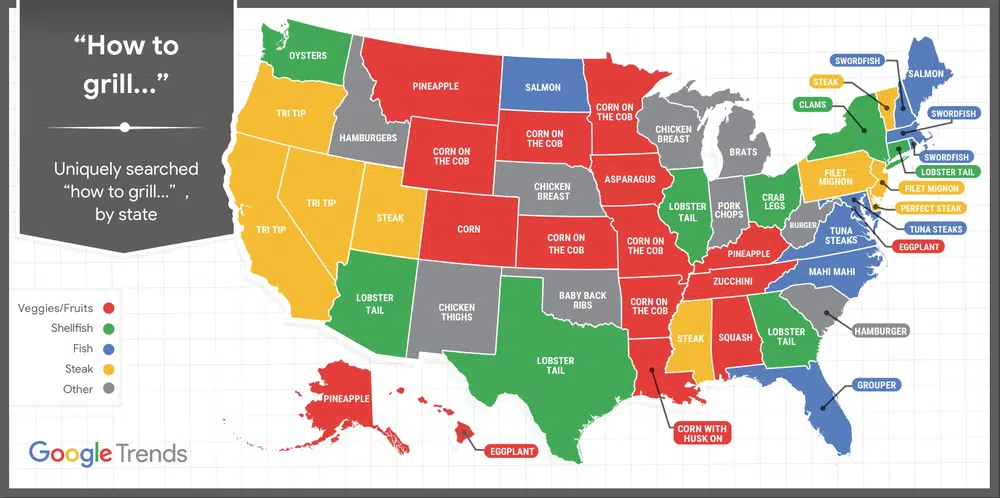 “How to
grill...”
Uniquely searched
“how to grill...” ,
by state
Veggies/Fruits
Shellfish
Fish
Steak
Other
Google Trends
OYSTERS
TRI TIP
HAMBURGERS
PINEAPPLE
SALMON
CORN ON
THE COB
CORN ON
THE COB
CORN ON
THE COB
CHICKEN
BREAST
BRATS
CHICKEN
BREAST
ASPARAGUS
TRI TIP
TRI TIP
STEAK
CORN
CORN ON
THE COB
CORN ON
THE COB
LOBSTER
TAIL
PORK
CHOPS
CRAB
LEGS
BURGER
PINEAPPLE
ZUCCHINI
LOBSTER
TAIL
CHICKEN
THIGHS
BABY BACK
RIBS
CORN ON
THE COB
STEAK
SQUASH
LOBSTER
TAIL
LOBSTER
TAIL
CORN WITH
HUSK ON
GROUPER
HAMBURGER
MAHI MAHI
TUNA
STEAKS
FILET
MIGNON
CLAMS
STEAK
SWORDFISH
SALMON
SWORDFISH
SWORDFISH
LOBSTER TAIL
FILET MIGNON
PERFECT STEAK
TUNA STEAKS
EGGPLANT
PINEAPPLE
EGGPLANT